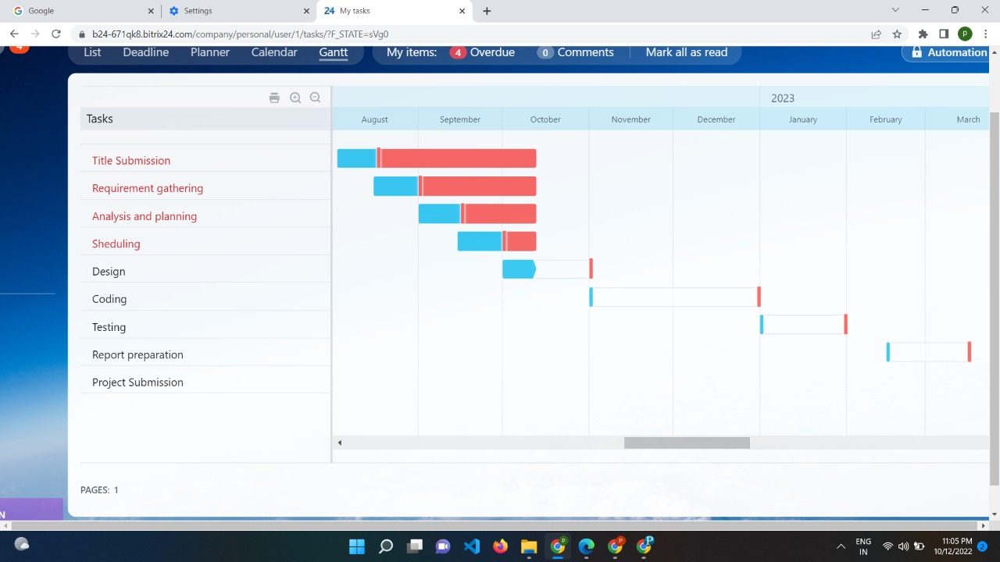 Google
Settings
24 My tasks
b24-671qk8.bitrix24.com/company/personal/user/1/tasks/?F_STATE=sVg0
P
4
List Deadline Planner Calendar Gantt My items: 4 Overdue 0 Comments Mark all as read Automation
2023
Tasks August September October November December January February March
Title Submission
Requirement gathering
Analysis and planning
Sheduling
Design
Coding
Testing
Report preparation
Project Submission
PAGES: 1
N
ENG
IN
11:05 PM
10/12/2022
2